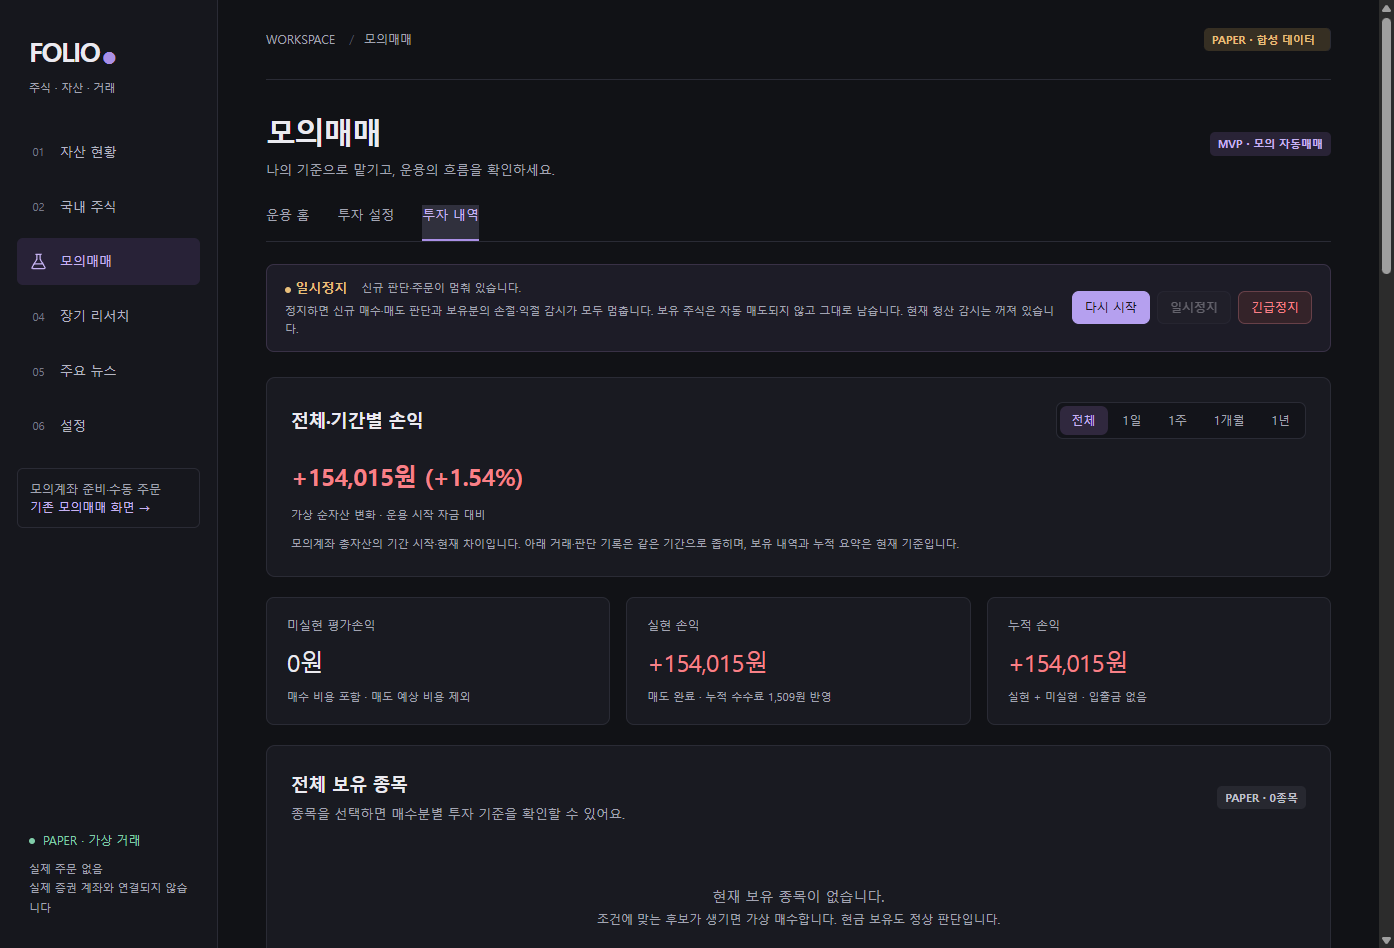 FOLIO
주식 · 자산 · 거래
01 자산 현황
02 국내 주식
모의매매
04 장기 리서치
05 주요 뉴스
06 설정
모의계좌 준비·수동 주문
기존 모의매매 화면 →
PAPER · 가상 거래
실제 주문 없음
실제 증권 계좌와 연결되지 않습
니다
WORKSPACE / 모의매매
PAPER · 합성 데이터
모의매매
나의 기준으로 맡기고, 운용의 흐름을 확인하세요.
MVP · 모의 자동매매
운용 홈 투자 설정 투자 내역
일시정지 신규 판단·주문이 멈춰 있습니다.
정지하면 신규 매수·매도 판단과 보유분의 손절·익절 감시가 모두 멈춥니다. 보유 주식은 자동 매도되지 않고 그대로 남습니다. 현재 청산 감시는 꺼져 있습니
다.
다시 시작 일시정지 긴급정지
전체·기간별 손익
전체 1일 1주 1개월 1년
+154,015원 (+1.54%)
가상 순자산 변화 · 운용 시작 자금 대비
모의계좌 총자산의 기간 시작·현재 차이입니다. 아래 거래·판단 기록은 같은 기간으로 좁히며, 보유 내역과 누적 요약은 현재 기준입니다.
미실현 평가손익
0원
매수 비용 포함 · 매도 예상 비용 제외
실현 손익
+154,015원
매도 완료 · 누적 수수료 1,509원 반영
누적 손익
+154,015원
실현 + 미실현 · 입출금 없음
전체 보유 종목
종목을 선택하면 매수분별 투자 기준을 확인할 수 있어요.
PAPER · 0종목
현재 보유 종목이 없습니다.
조건에 맞는 후보가 생기면 가상 매수합니다. 현금 보유도 정상 판단입니다.